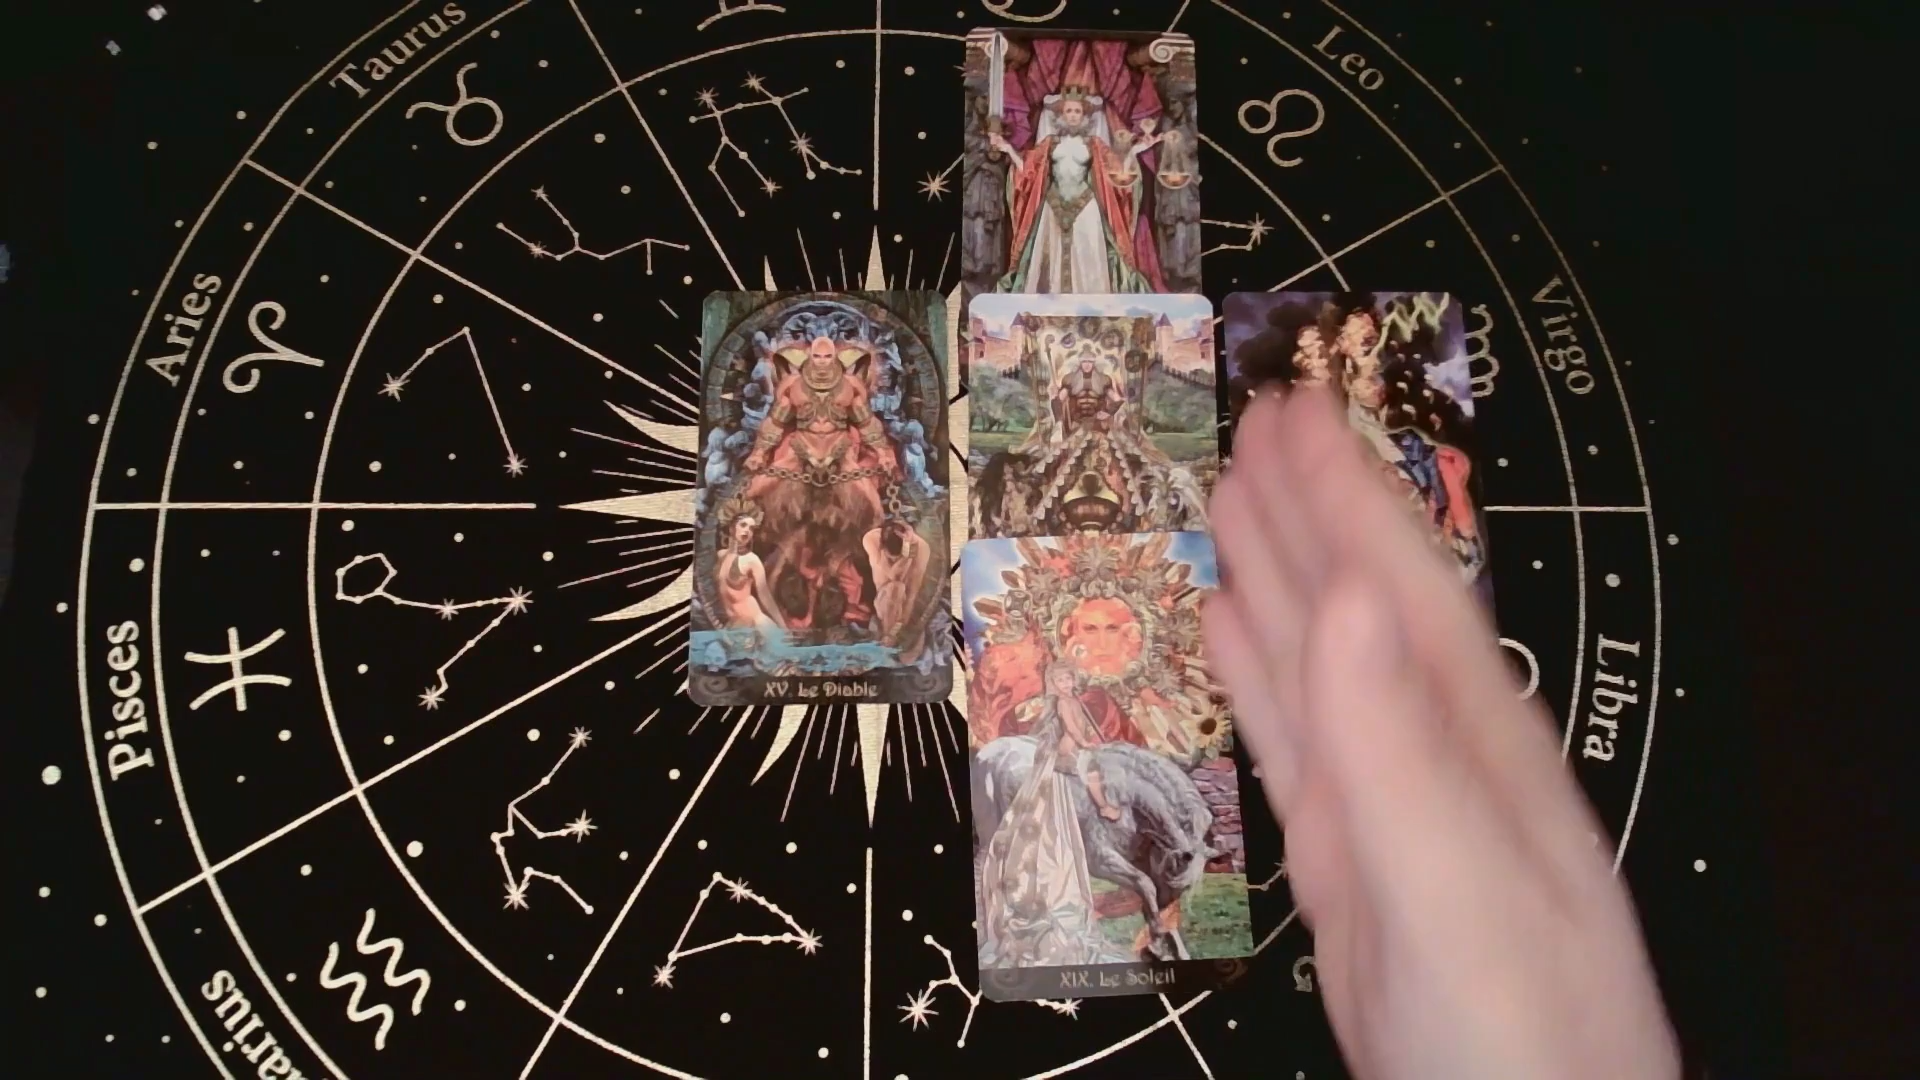 Taurus
Leo
Aries
Virgo
XV. Le Diable
Pisces
Libra
XIX. Le Soleil